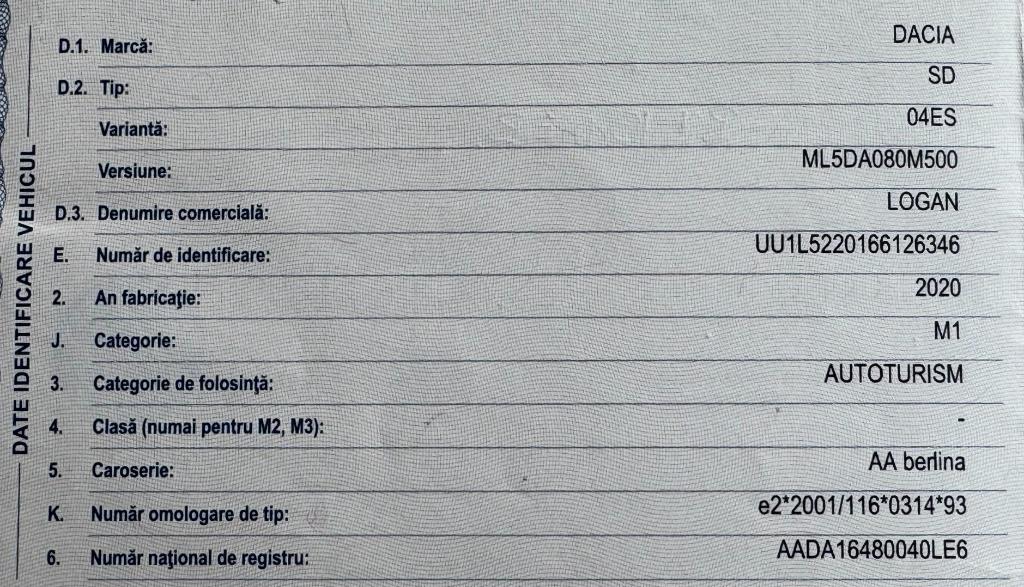 DATE IDENTIFICARE VEHICUL
D.1. Marcă: DACIA
D.2. Tip: SD
Variantă: 04ES
Versiune: ML5DA080M500
D.3. Denumire comercială: LOGAN
E. Număr de identificare: UU1L5220166126346
2. An fabricaţie: 2020
J. Categorie: M1
3. Categorie de folosinţă: AUTOTURISM
4. Clasă (numai pentru M2, M3): -
5. Caroserie: AA berlina
K. Număr omologare de tip: e2*2001/116*0314*93
6. Număr naţional de registru: AADA16480040LE6